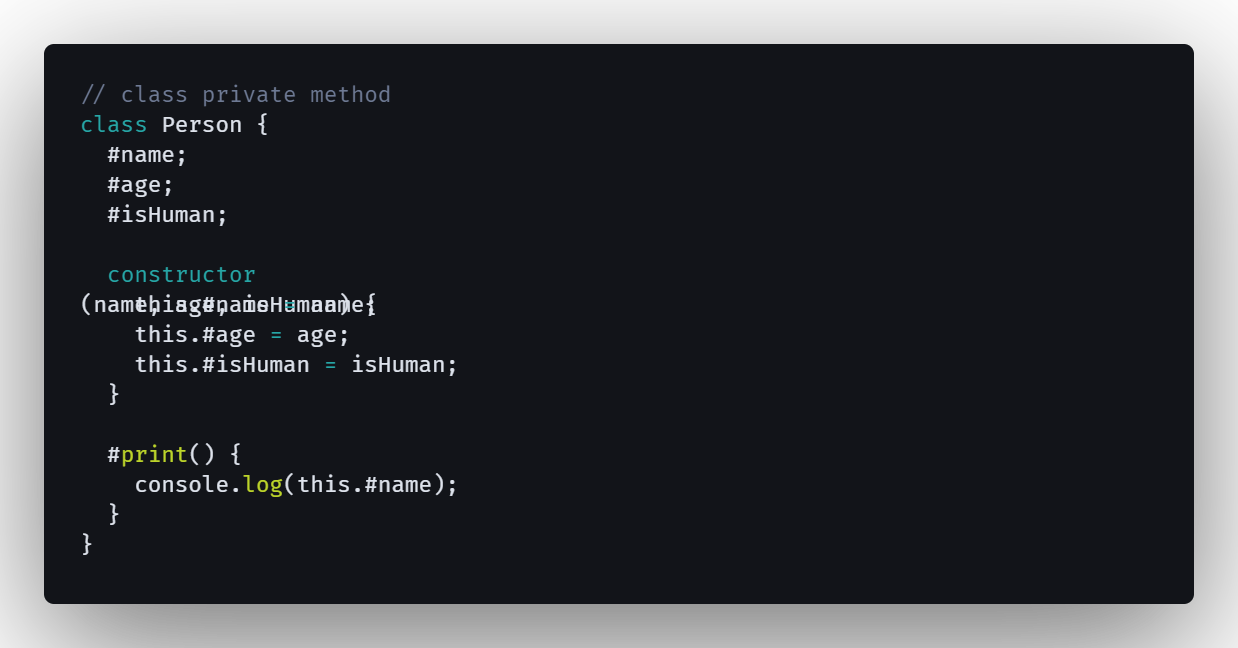 // class private method
class Person {
#name;
#age;
#isHuman;
constructor
(name, age, isHuman) {
this.#name = name;
this.#age = age;
this.#isHuman = isHuman;
}
#print() {
console.log(this.#name);
}
}